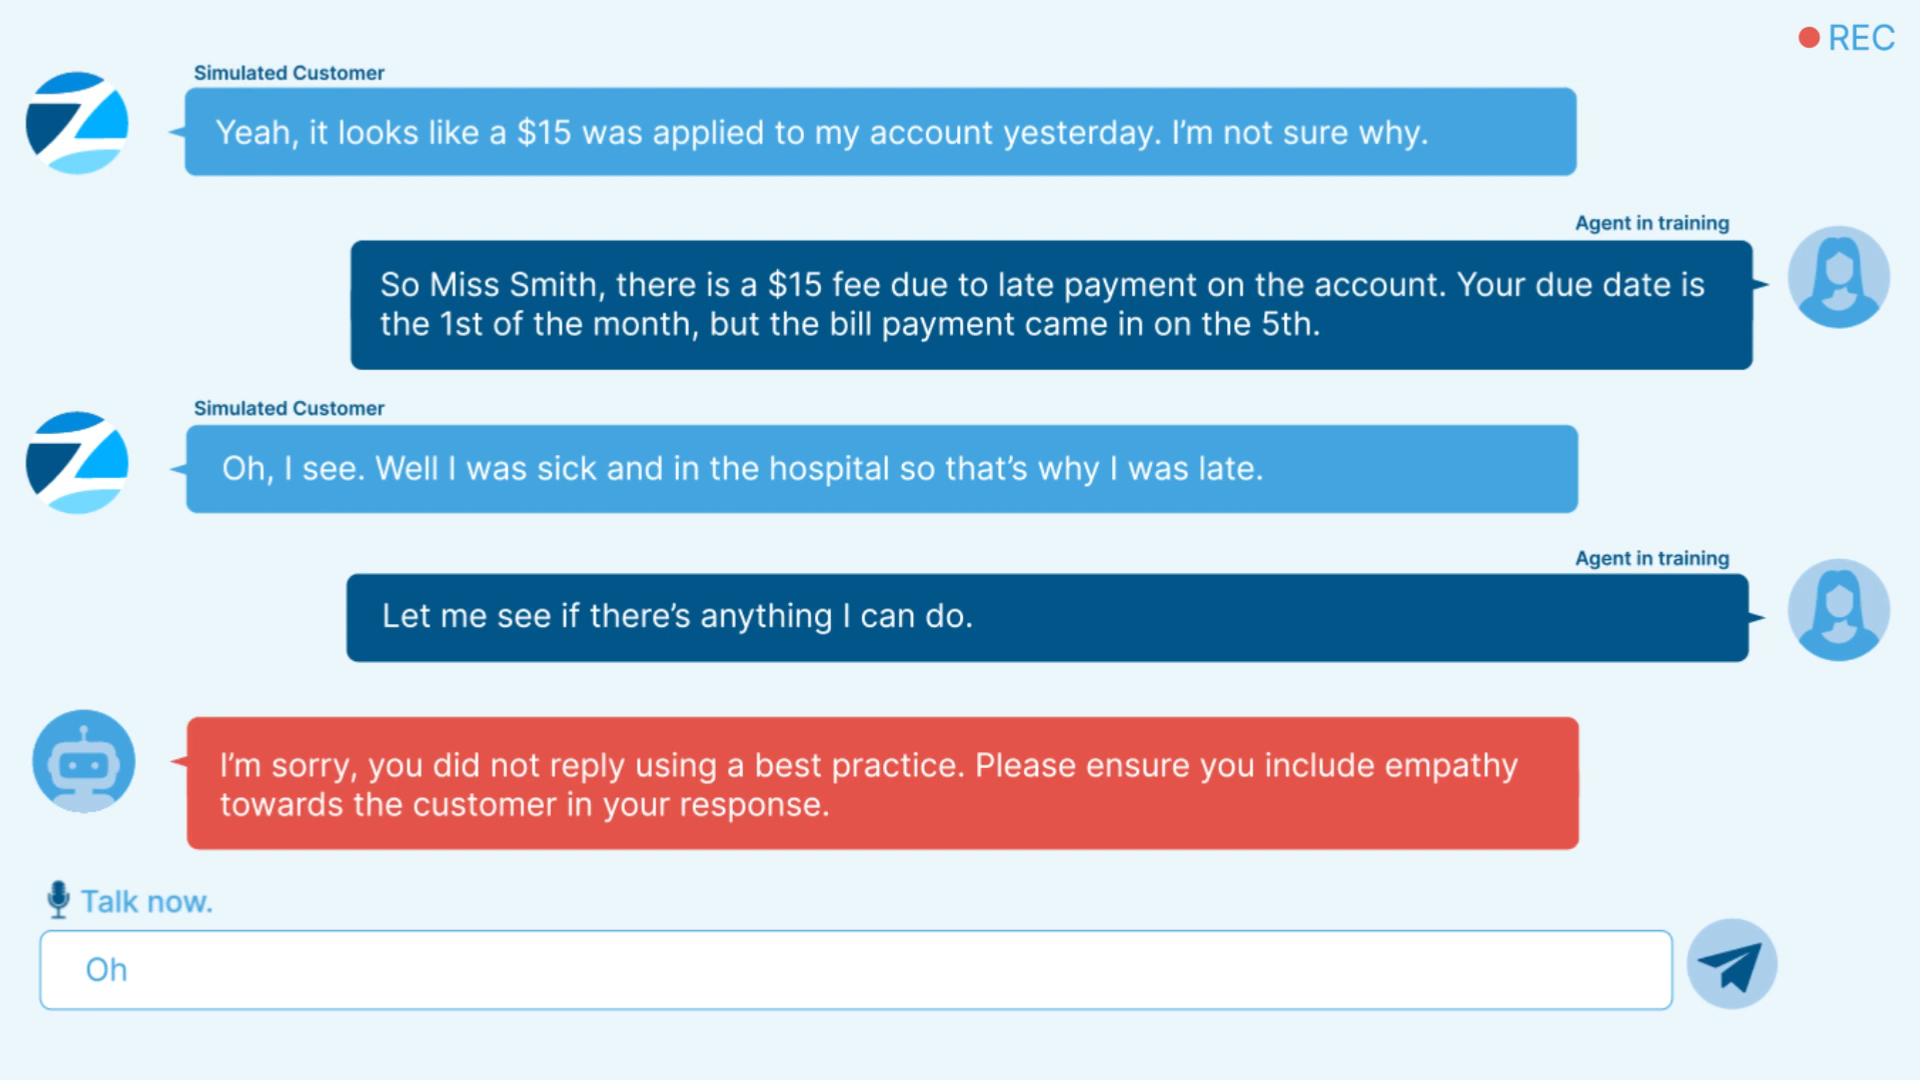 REC
Simulated Customer
Yeah, it looks like a $15 was applied to my account yesterday. I’m not sure why.
Agent in training
So Miss Smith, there is a $15 fee due to late payment on the account. Your due date is
the 1st of the month, but the bill payment came in on the 5th.
Simulated Customer
Oh, I see. Well I was sick and in the hospital so that’s why I was late.
Agent in training
Let me see if there’s anything I can do.
I’m sorry, you did not reply using a best practice. Please ensure you include empathy
towards the customer in your response.
Talk now.
Oh